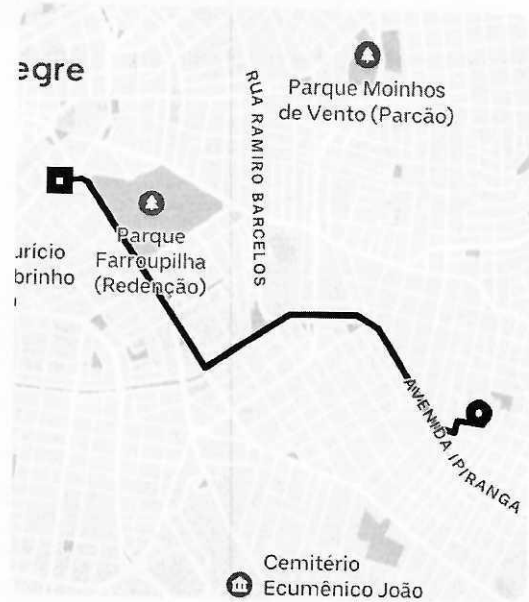 egre
Parque Moinhos
de Vento (Parcão)
RUA RAMIRO BARCELOS
Parque
Farroupilha
(Redenção)
urício
brinho
AVENIDA IPIRANGA
Cemitério
Ecumênico João